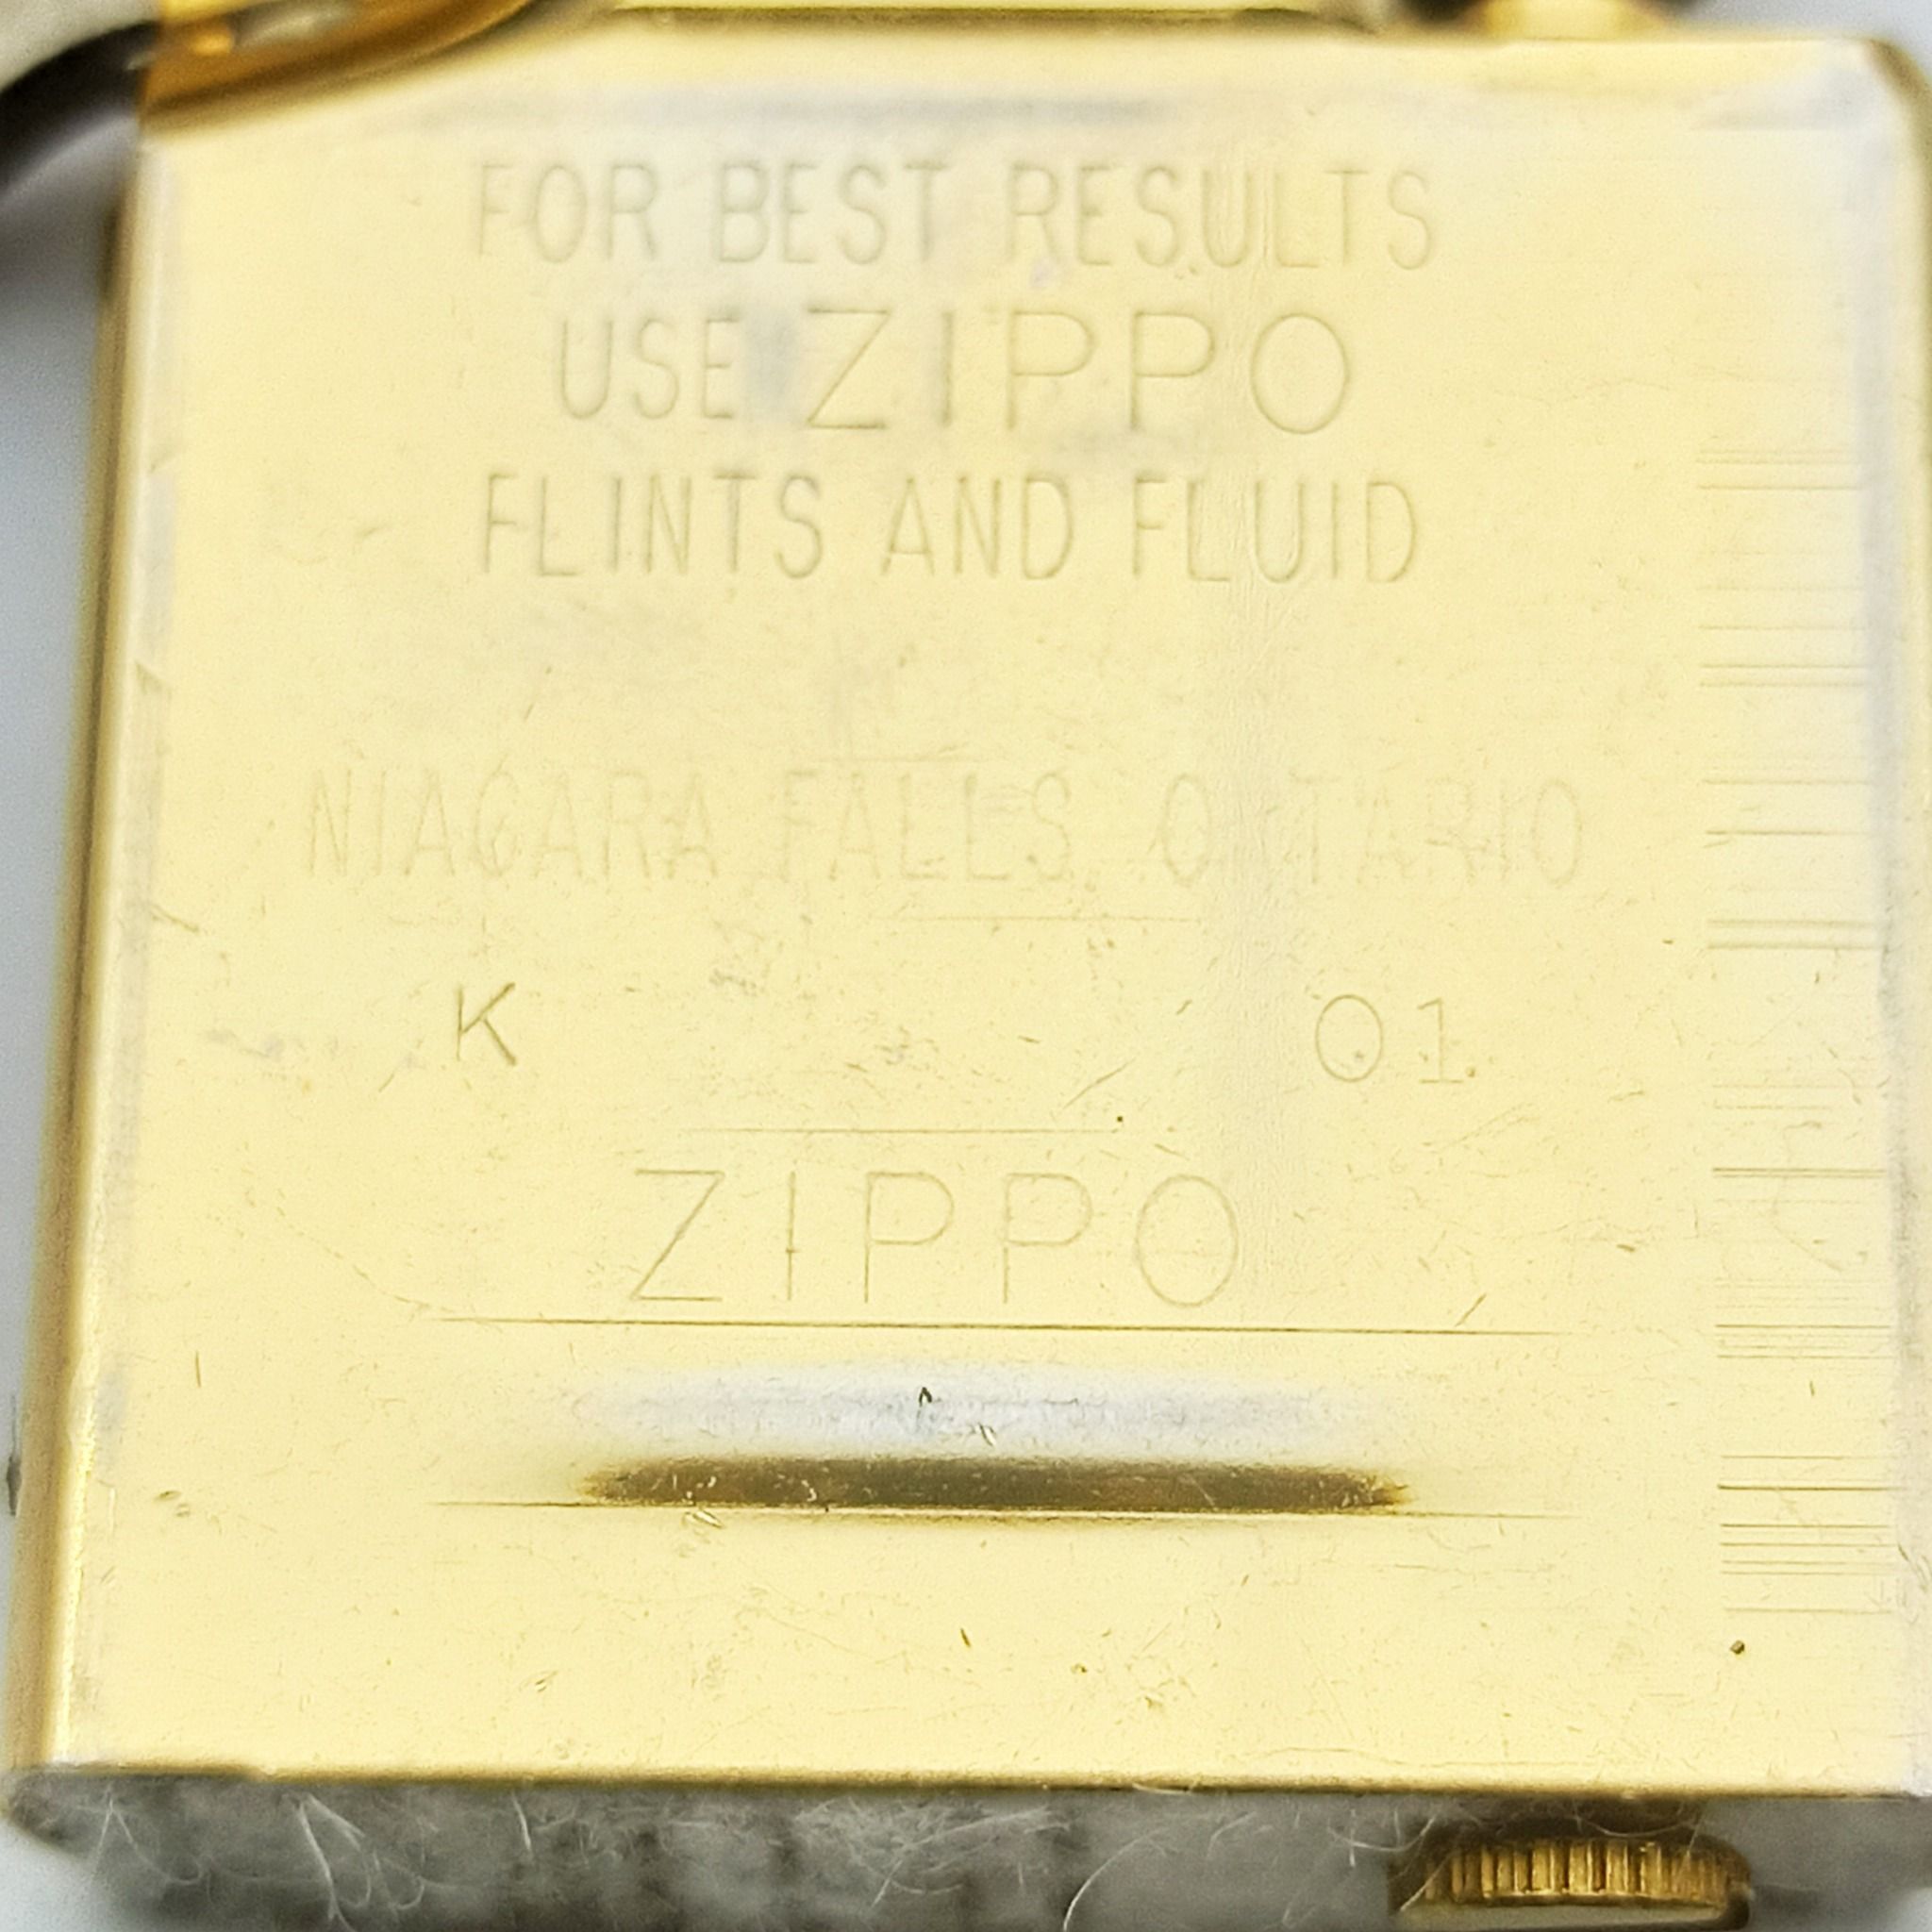 FOR BEST RESULTS
USE ZIPPO
FLINTS AND FLUID
NIAGARA FALLS, ONTARIO
K 01
ZIPPO